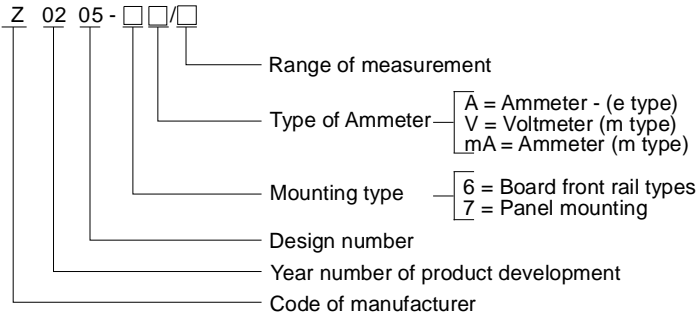 Z 02 05 - □ □ / □
Range of measurement
Type of Ammeter
A = Ammeter - (e type)
V = Voltmeter (m type)
mA = Ammeter (m type)
Mounting type
6 = Board front rail types
7 = Panel mounting
Design number
Year number of product development
Code of manufacturer